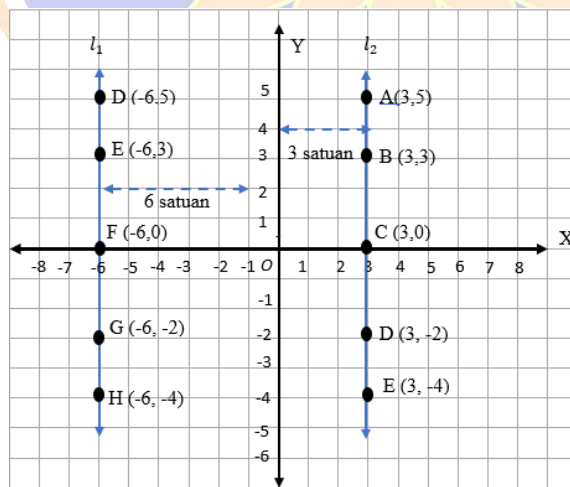 l₁ Y l₂
5
D (-6,5) A(3,5)
4
E (-6,3) 3 3 satuan B (3,3)
6 satuan 2
1
F (-6,0) C (3,0)
X
-8 -7 -6 -5 -4 -3 -2 -1 O 1 2 3 4 5 6 7 8
-1
G (-6, -2) -2 D (3, -2)
-3
H (-6, -4) -4 E (3, -4)
-5
-6